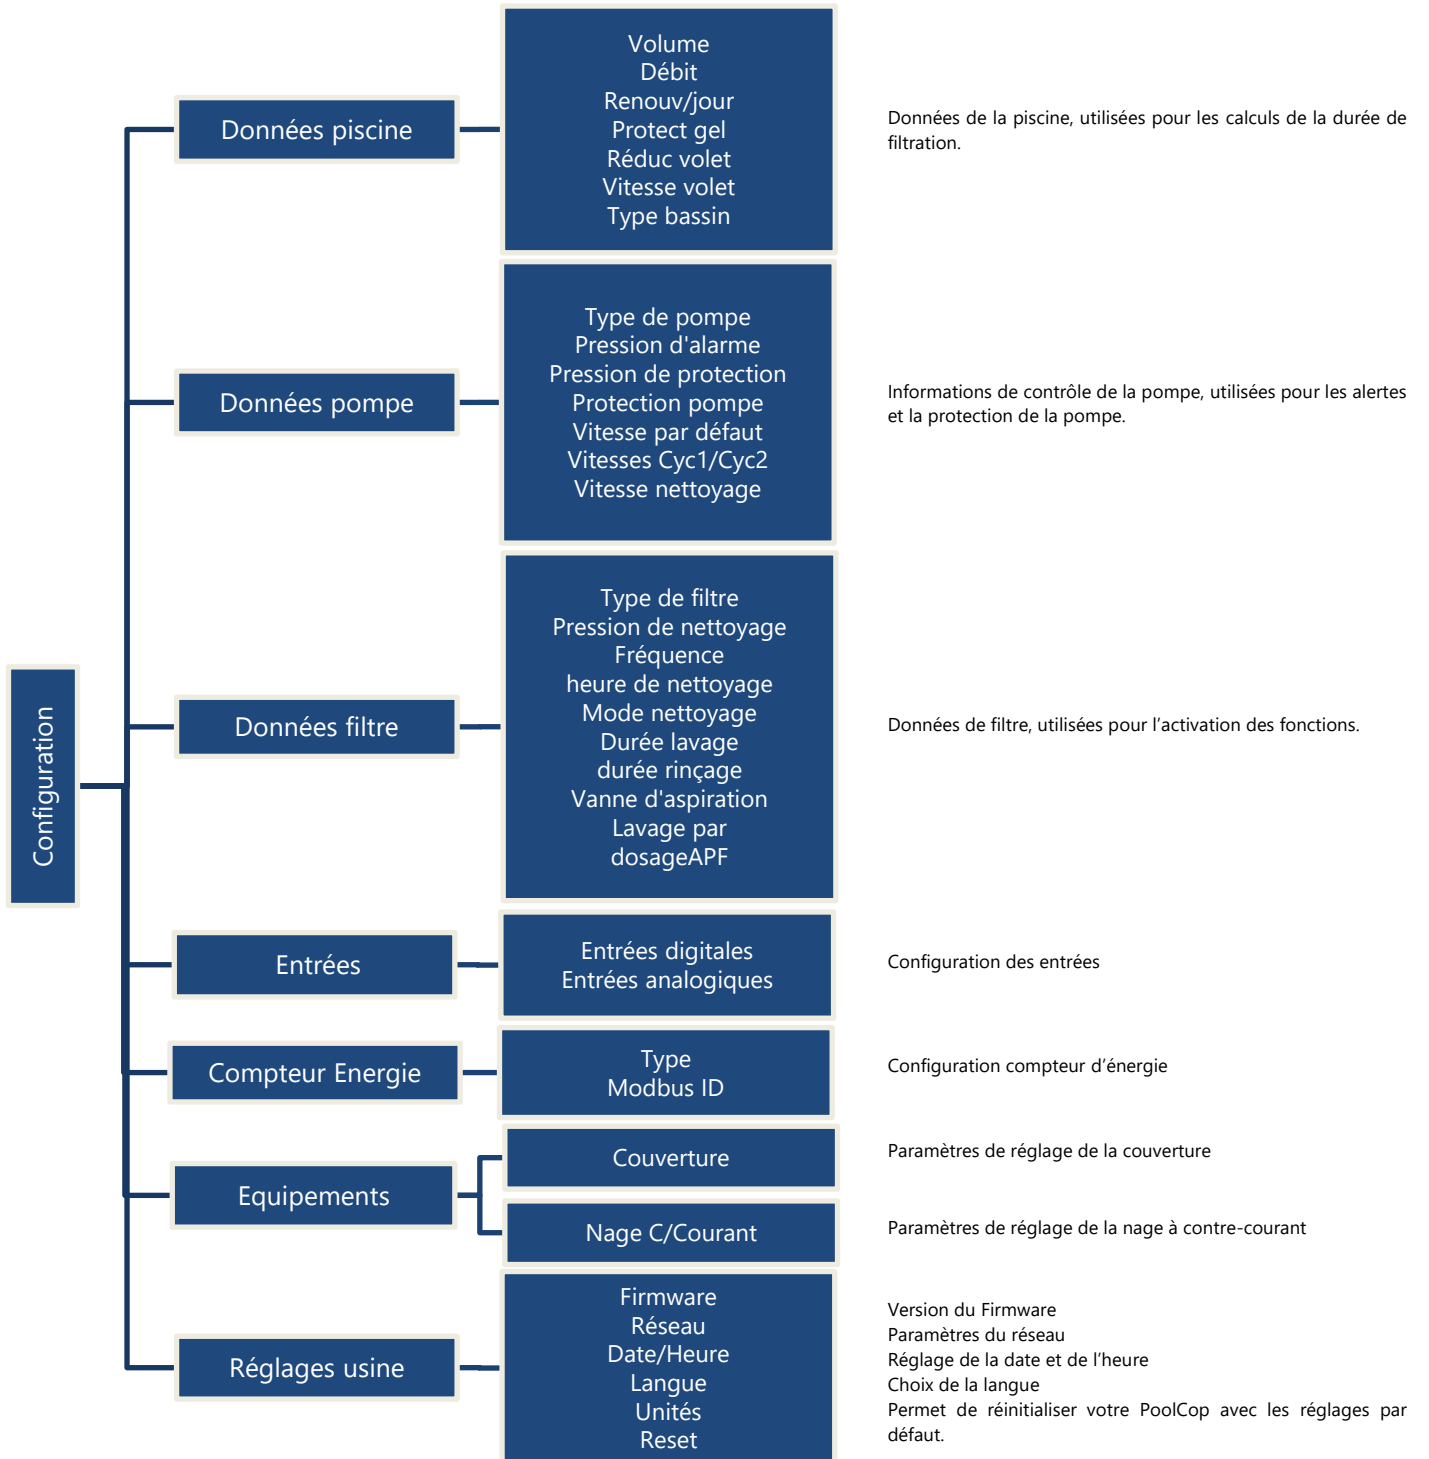 Configuration
Données piscine
Volume
Débit
Renouv/jour
Protect gel
Réduc volet
Vitesse volet
Type bassin
Données de la piscine, utilisées pour les calculs de la durée de
filtration.
Données pompe
Type de pompe
Pression d'alarme
Pression de protection
Protection pompe
Vitesse par défaut
Vitesses Cyc1/Cyc2
Vitesse nettoyage
Informations de contrôle de la pompe, utilisées pour les alertes
et la protection de la pompe.
Données filtre
Type de filtre
Pression de nettoyage
Fréquence
heure de nettoyage
Mode nettoyage
Durée lavage
durée rinçage
Vanne d'aspiration
Lavage par
dosageAPF
Données de filtre, utilisées pour l’activation des fonctions.
Entrées
Entrées digitales
Entrées analogiques
Configuration des entrées
Compteur Energie
Type
Modbus ID
Configuration compteur d’énergie
Equipements
Couverture
Paramètres de réglage de la couverture
Nage C/Courant
Paramètres de réglage de la nage à contre-courant
Réglages usine
Firmware
Réseau
Date/Heure
Langue
Unités
Reset
Version du Firmware
Paramètres du réseau
Réglage de la date et de l’heure
Choix de la langue
Permet de réinitialiser votre PoolCop avec les réglages par
défaut.